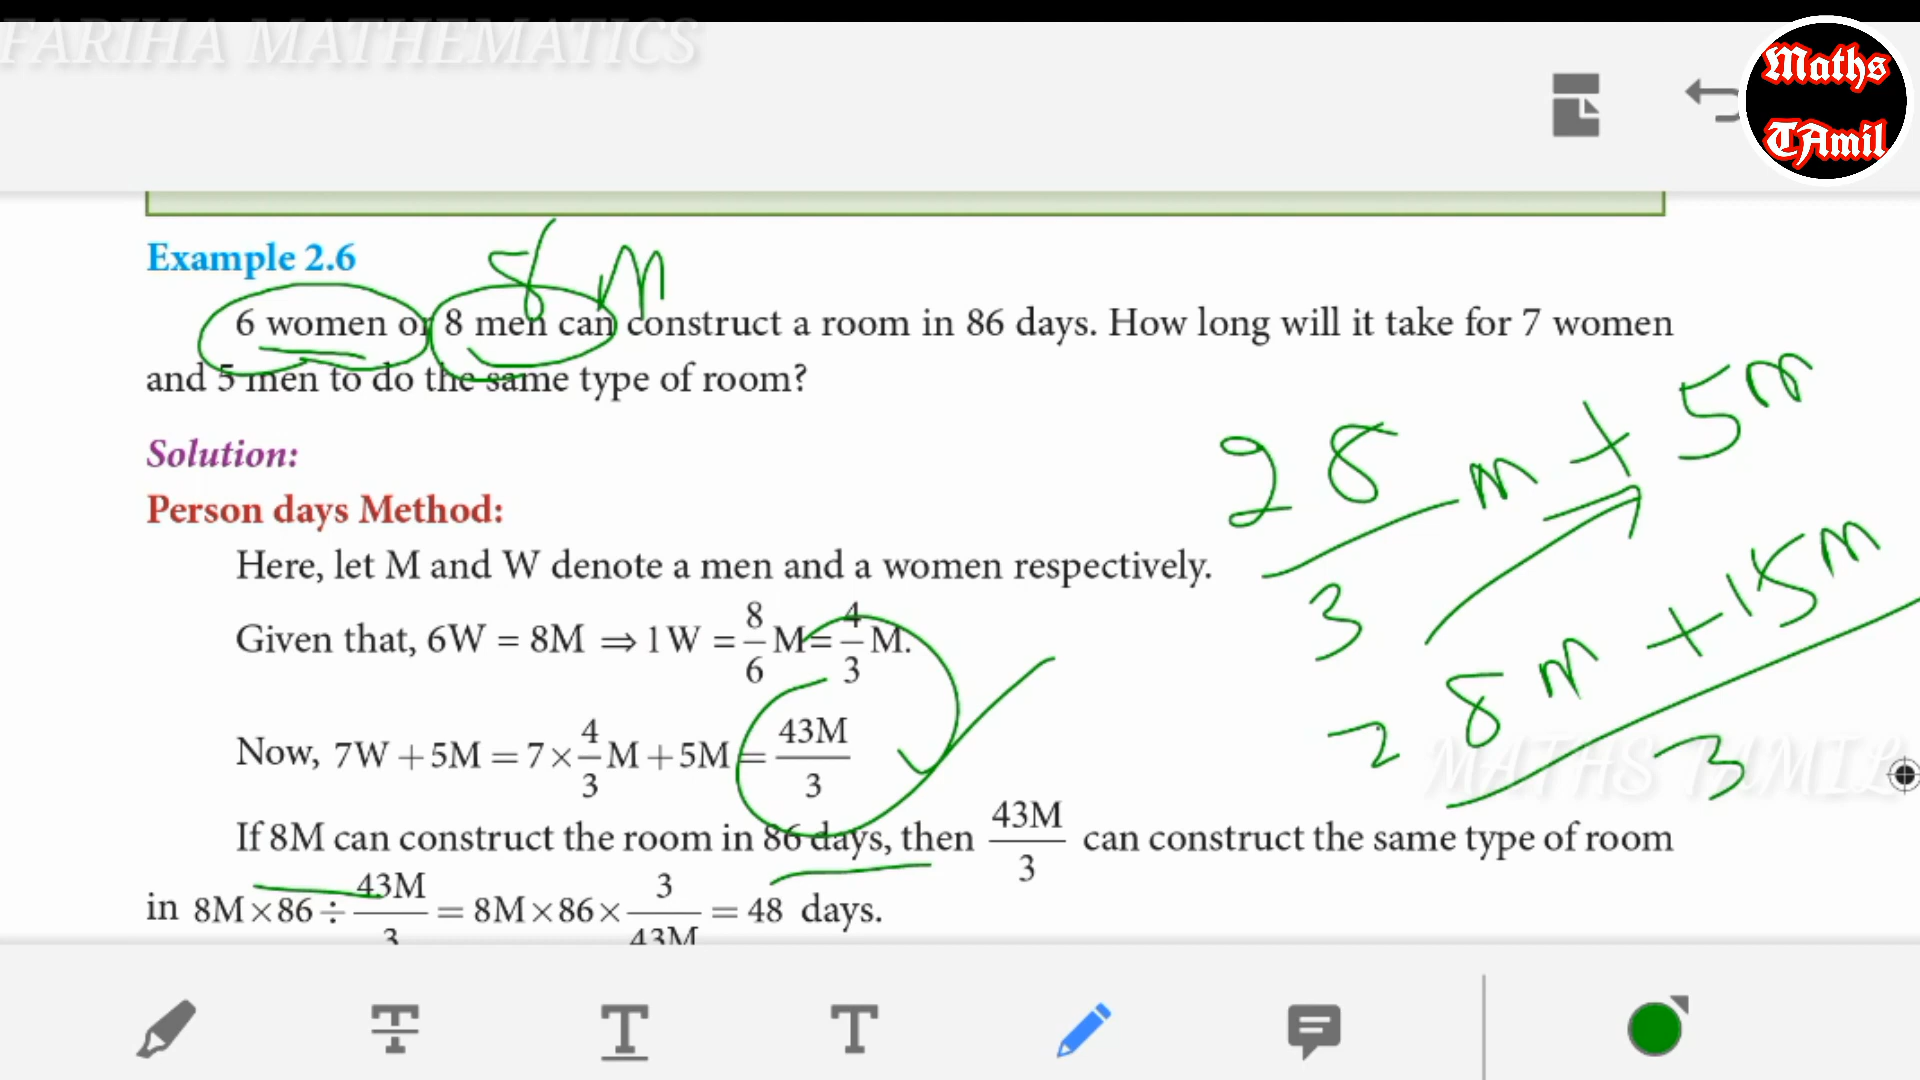 FARIHA MATHEMATICS
Maths
TAmil
Example 2.6
8 M
6 women or 8 men can construct a room in 86 days. How long will it take for 7 women
and 5 men to do the same type of room?
28/3 m + 5m
Solution:
Person days Method:
Here, let M and W denote a men and a women respectively.
28m + 15m / 3
Given that, 6W = 8M ⇒ 1W = 8/6 M = 4/3 M.
Now, 7W + 5M = 7 × 4/3 M + 5M = 43M/3
MATHS TAMIL
If 8M can construct the room in 86 days, then 43M/3 can construct the same type of room
in 8M × 86 ÷ 43M/3 = 8M × 86 × 3/43M = 48 days.
T T T